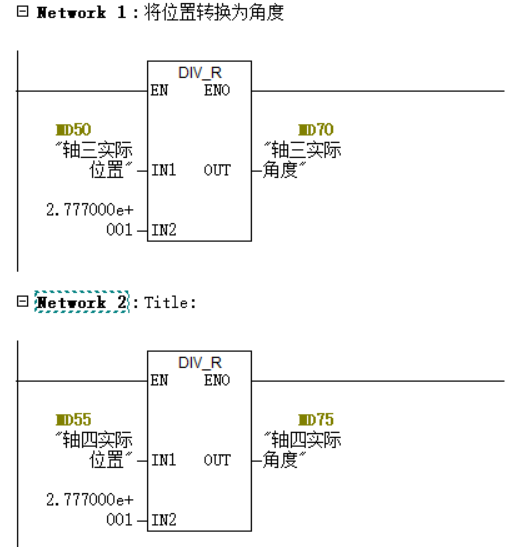 Network 1:将位置转换为角度
DIV_R
EN ENO
MD50
"轴三实际
位置"
IN1 OUT
MD70
"轴三实际
角度"
2.777000e+
001
IN2
Network 2:Title:
DIV_R
EN ENO
MD55
"轴四实际
位置"
IN1 OUT
MD75
"轴四实际
角度"
2.777000e+
001
IN2